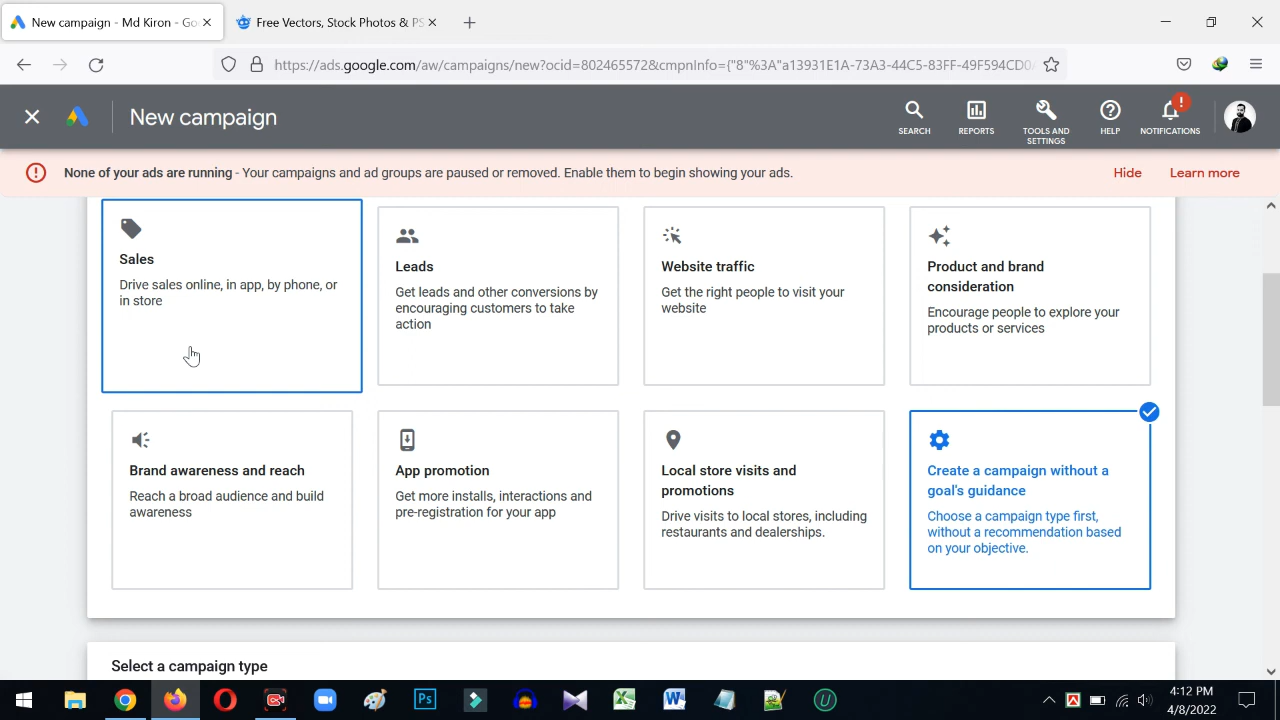 New campaign - Md Kiron - Go
Free Vectors, Stock Photos & PS
https://ads.google.com/aw/campaigns/new?ocid=802465572&cmpnInfo={"8"%3A"a13931E1A-73A3-44C5-83FF-49F594CD0A
New campaign
SEARCH
REPORTS
TOOLS AND
SETTINGS
HELP
!
NOTIFICATIONS
None of your ads are running - Your campaigns and ad groups are paused or removed. Enable them to begin showing your ads.
Hide
Learn more
Sales
Drive sales online, in app, by phone, or
in store
Leads
Get leads and other conversions by
encouraging customers to take
action
Website traffic
Get the right people to visit your
website
Product and brand
consideration
Encourage people to explore your
products or services
Brand awareness and reach
Reach a broad audience and build
awareness
App promotion
Get more installs, interactions and
pre-registration for your app
Local store visits and
promotions
Drive visits to local stores, including
restaurants and dealerships.
Create a campaign without a
goal's guidance
Choose a campaign type first,
without a recommendation based
on your objective.
Select a campaign type
Ps
4:12 PM
4/8/2022